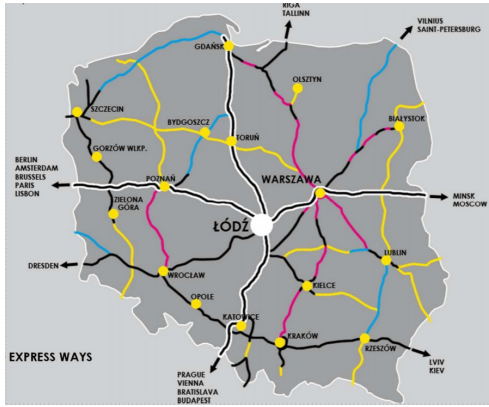 RIGA
TALLINN
VILNIUS
SAINT-PETERSBURG
GDAŃSK
OLSZTYN
SZCZECIN
BYDGOSZCZ
TORUŃ
BIAŁYSTOK
GORZÓW WLKP.
BERLIN
AMSTERDAM
BRUSSELS
PARIS
LISBON
POZNAŃ
WARSZAWA
MINSK
MOSCOW
ZIELONA
GÓRA
ŁÓDŹ
DRESDEN
WROCŁAW
LUBLIN
KIELCE
OPOLE
KATOWICE
KRAKÓW
RZESZÓW
EXPRESS WAYS
PRAGUE
VIENNA
BRATISLAVA
BUDAPEST
LVIV
KIEV